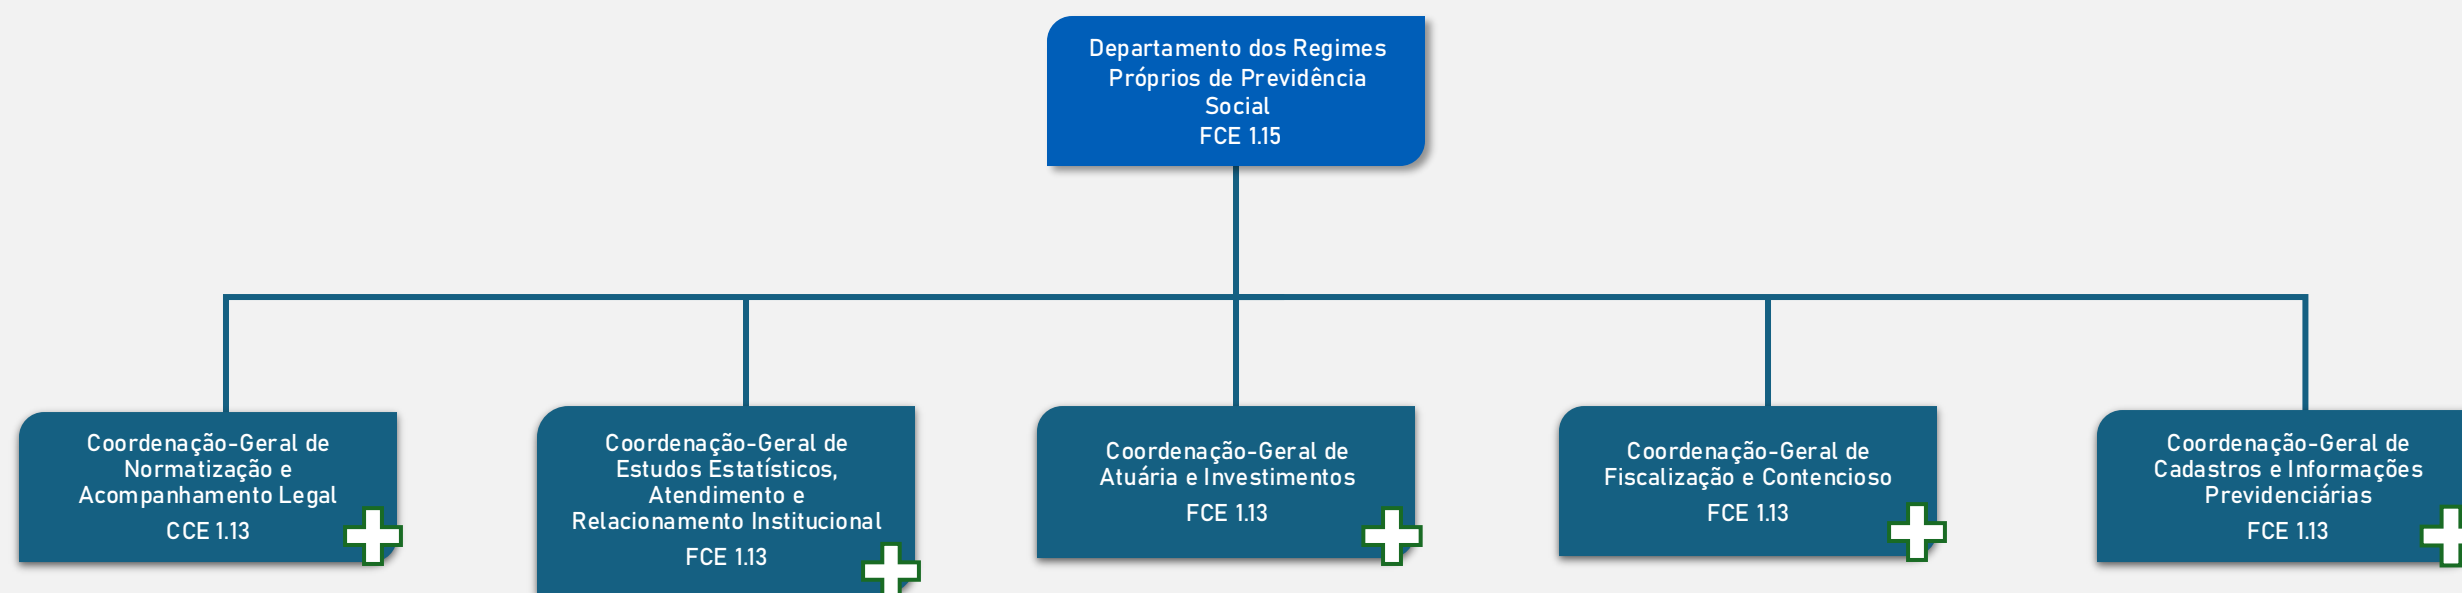 Departamento dos Regimes
Próprios de Previdência
Social
FCE 1.15
Coordenação-Geral de
Normatização e
Acompanhamento Legal
CCE 1.13
Coordenação-Geral de
Estudos Estatísticos,
Atendimento e
Relacionamento Institucional
FCE 1.13
Coordenação-Geral de
Atuária e Investimentos
FCE 1.13
Coordenação-Geral de
Fiscalização e Contencioso
FCE 1.13
Coordenação-Geral de
Cadastros e Informações
Previdenciárias
FCE 1.13